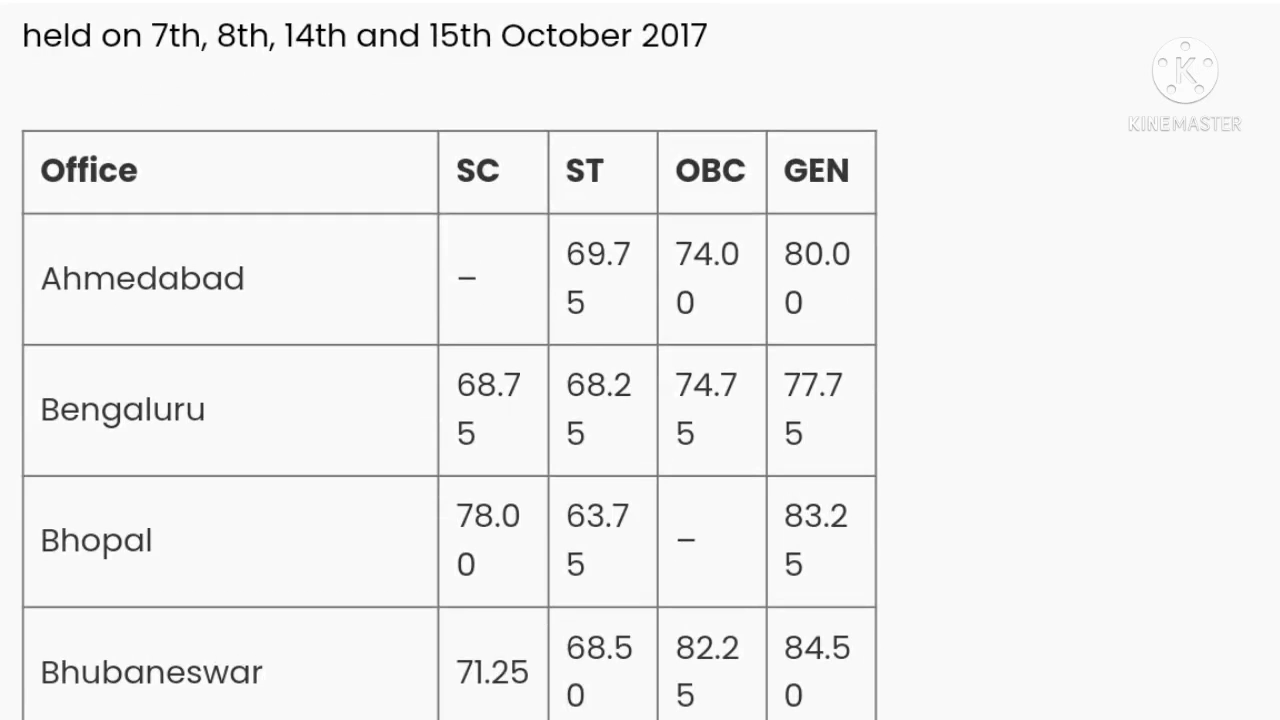 held on 7th, 8th, 14th and 15th October 2017
K
KINEMASTER
Office SC ST OBC GEN
Ahmedabad – 69.75 74.00 80.00
Bengaluru 68.75 68.25 74.75 77.75
Bhopal 78.00 63.75 – 83.25
Bhubaneswar 71.25 68.50 82.25 84.50